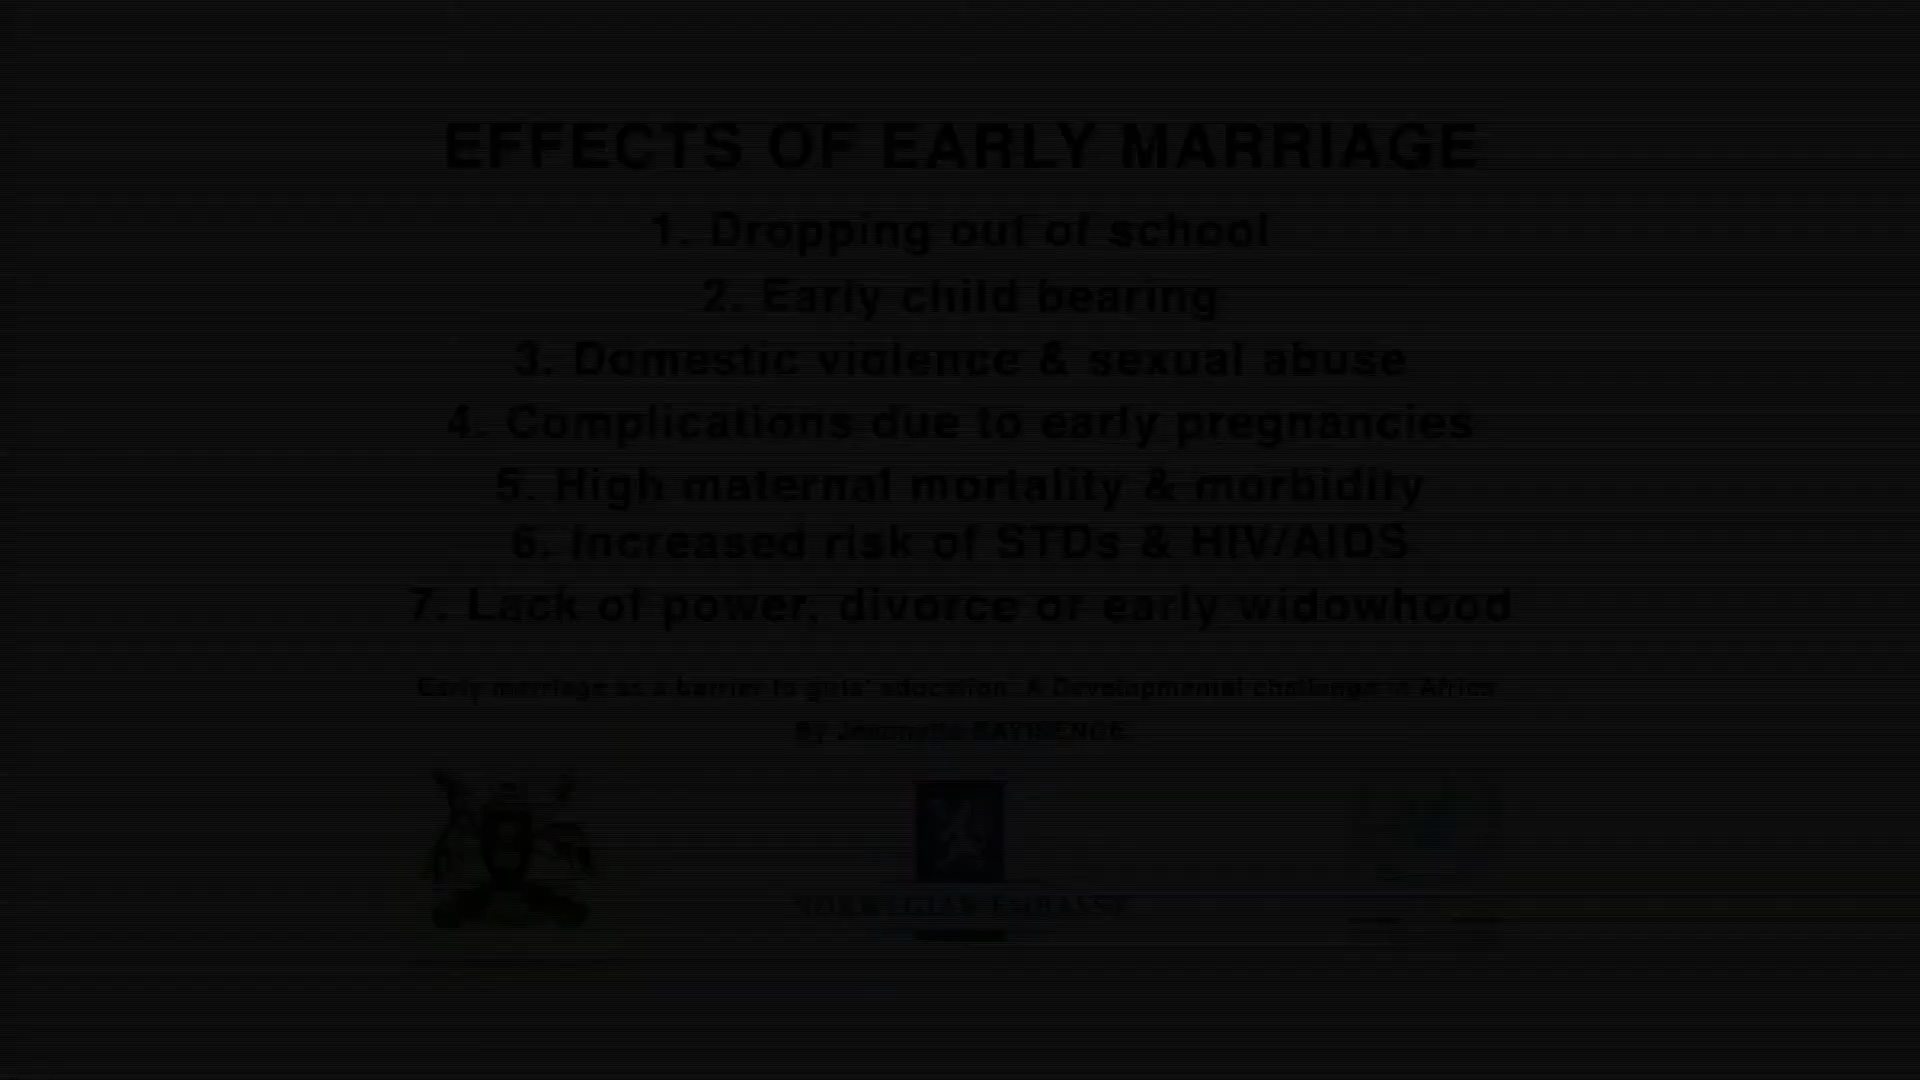 EFFECTS OF EARLY MARRIAGE
1. Dropping out of school
2. Early child bearing
3. Domestic violence & sexual abuse
4. Complications due to early pregnancies
5. High maternal mortality & morbidity
6. Increased risk of STDs & HIV/AIDS
7. Lack of power, divorce or early widowhood
Early marriage as a barrier to girls' education: A Developmental challenge in Africa
By Jeannette BAYISENGE
NORWEGIAN EMBASSY